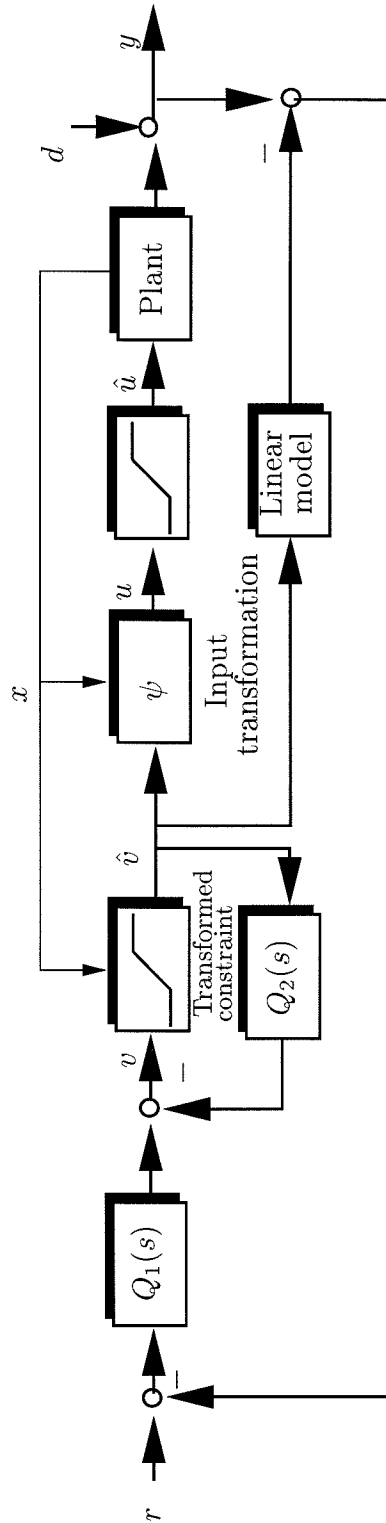 r
−
Q₁(s)
−
v
Transformed
constraint
Q₂(s)
v̂
x
ψ
Input
transformation
u
û
Linear
model
Plant
−
d
y